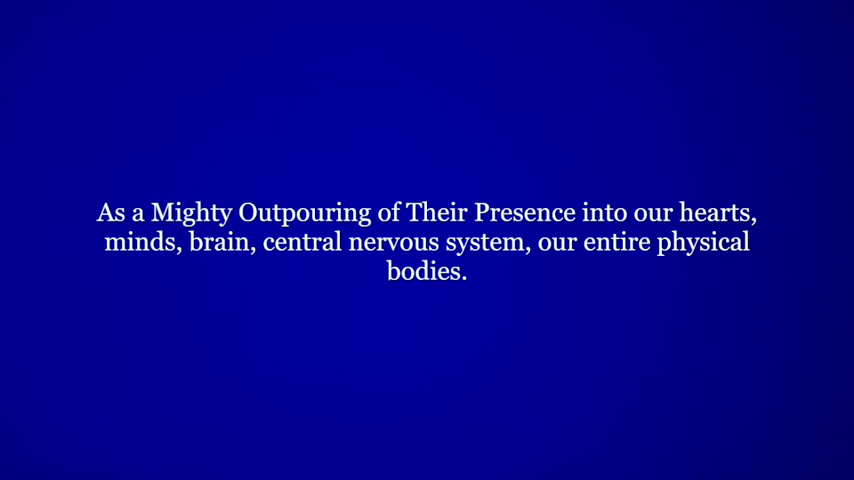 As a Mighty Outpouring of Their Presence into our hearts,
minds, brain, central nervous system, our entire physical
bodies.